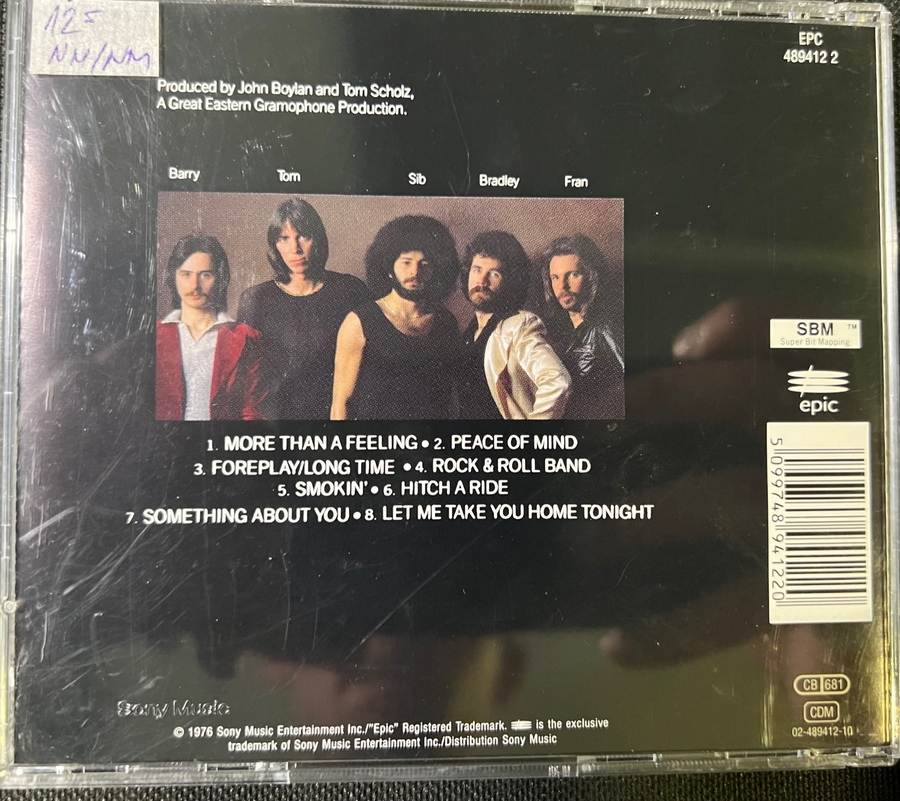 12⁵
NM/NM
EPC
489412 2
Produced by John Boylan and Tom Scholz,
A Great Eastern Gramophone Production.
Barry Tom Sib Bradley Fran
1. MORE THAN A FEELING • 2. PEACE OF MIND
3. FOREPLAY/LONG TIME • 4. ROCK & ROLL BAND
5. SMOKIN' • 6. HITCH A RIDE
7. SOMETHING ABOUT YOU • 8. LET ME TAKE YOU HOME TONIGHT
SBM ™
Super Bit Mapping
epic
5 099748 941220
CB 681
CDM
02-489412-10
Sony Music
© 1976 Sony Music Entertainment Inc./"Epic" Registered Trademark. is the exclusive
trademark of Sony Music Entertainment Inc./Distribution Sony Music